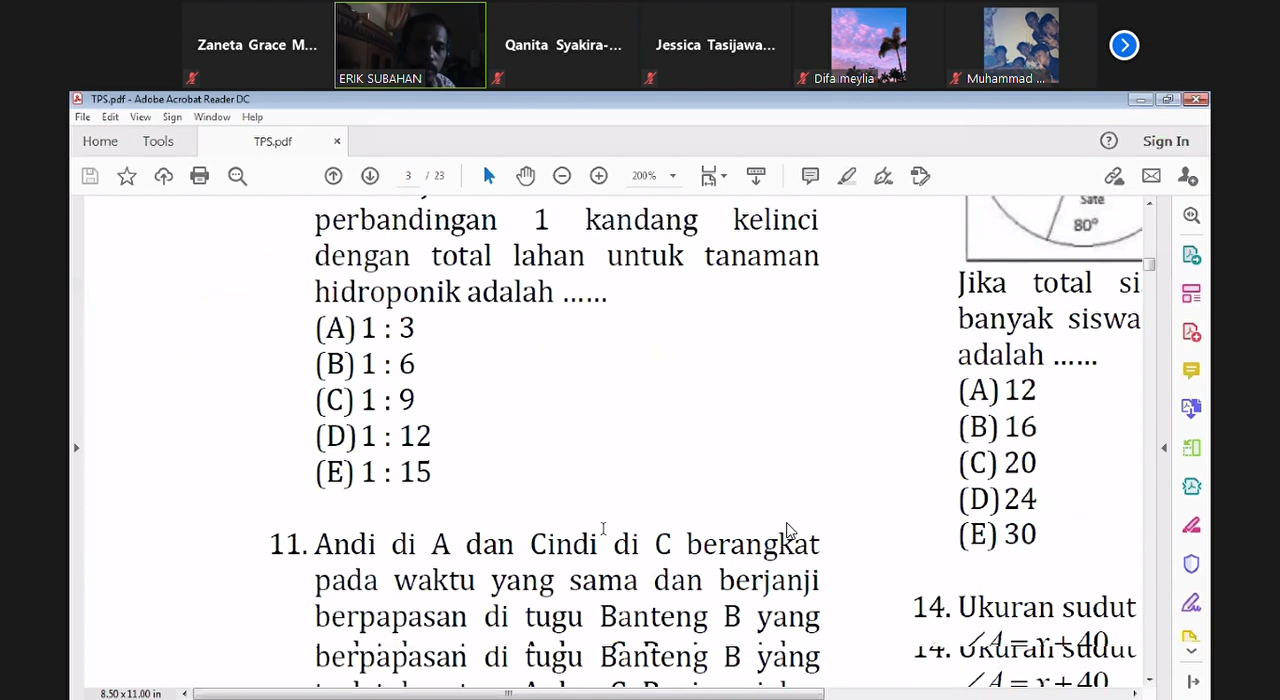 Zaneta Grace M...
ERIK SUBAHAN
Qanita Syakira-...
Jessica Tasijawa...
Difa meylia
Muhammad ...
TPS.pdf - Adobe Acrobat Reader DC
File Edit View Sign Window Help
Home Tools TPS.pdf × Sign In
3 / 23 200%
perbandingan 1 kandang kelinci
dengan total lahan untuk tanaman
hidroponik adalah ......
(A) 1 : 3
(B) 1 : 6
(C) 1 : 9
(D) 1 : 12
(E) 1 : 15
11. Andi di A dan Cindi di C berangkat
pada waktu yang sama dan berjanji
berpapasan di tugu Banteng B yang
berpapasan di tugu Banteng B yang
Sate
80°
Jika total si
banyak siswa
adalah ......
(A) 12
(B) 16
(C) 20
(D) 24
(E) 30
14. Ukuran sudut
∠A = x + 40
14. Ukuran sudut
∠A = x + 40
8.50 x 11.00 in